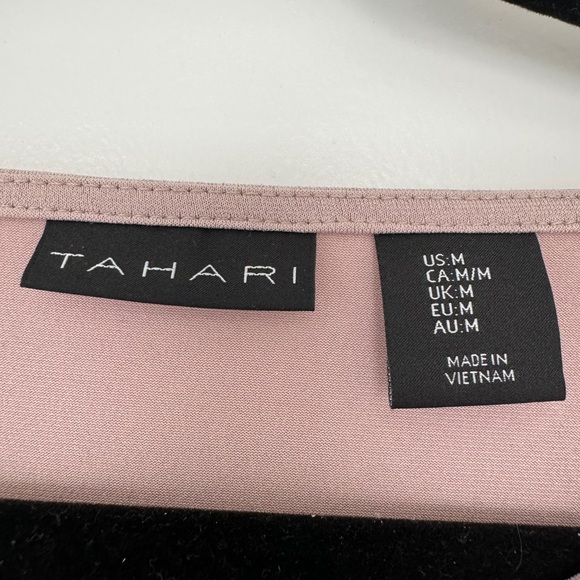 TAHARI
US:M
CA:M/M
UK:M
EU:M
AU:M
MADE IN
VIETNAM